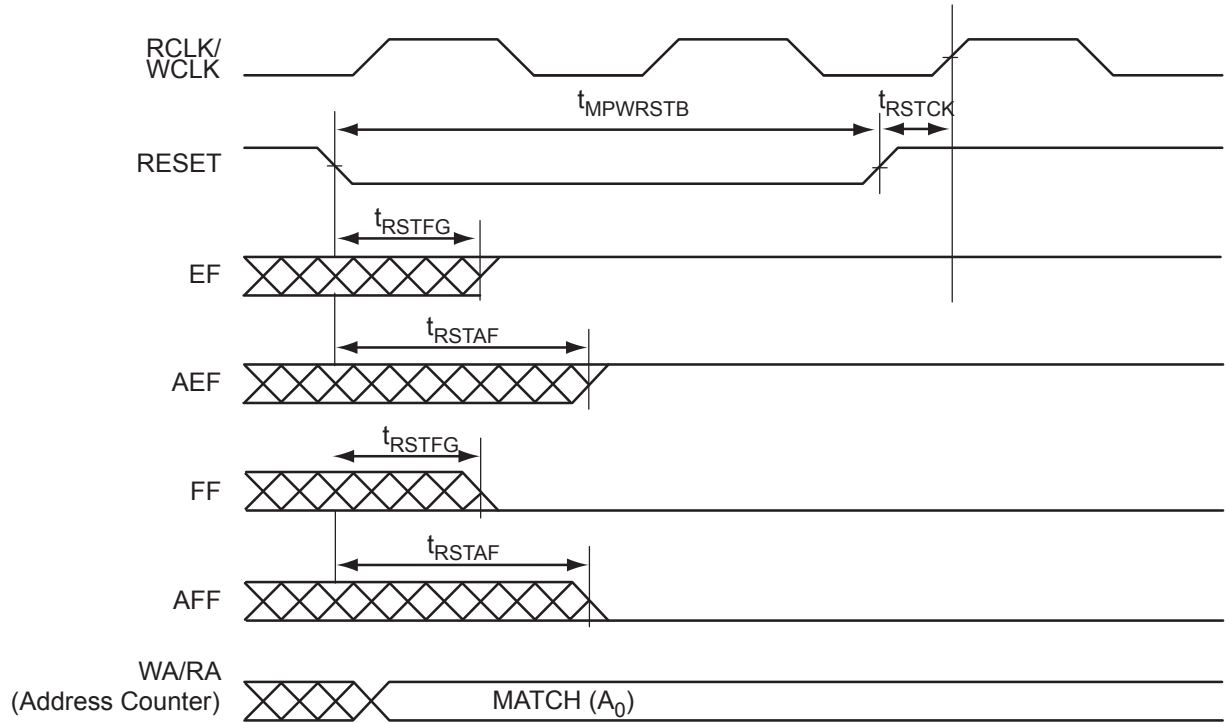 RCLK/
WCLK
tMPWRSTB
tRSTCK
RESET
tRSTFG
EF
tRSTAF
AEF
tRSTFG
FF
tRSTAF
AFF
WA/RA
(Address Counter)
MATCH (A0)